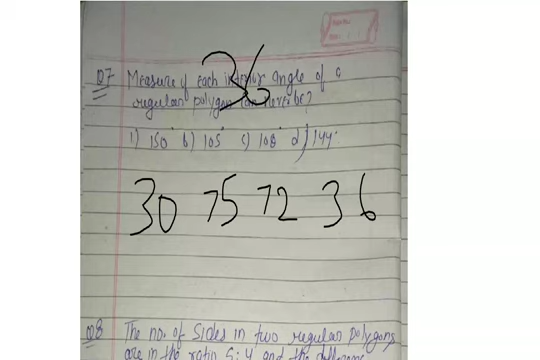 Q7 Measure of each interior angle of a
regular polygon can never be?
1) 150° b) 105° c) 108° d) 144°
36
30 75 72 36
Q8 The no. of sides in two regular polygons
are in the ratio 5:4 and the difference